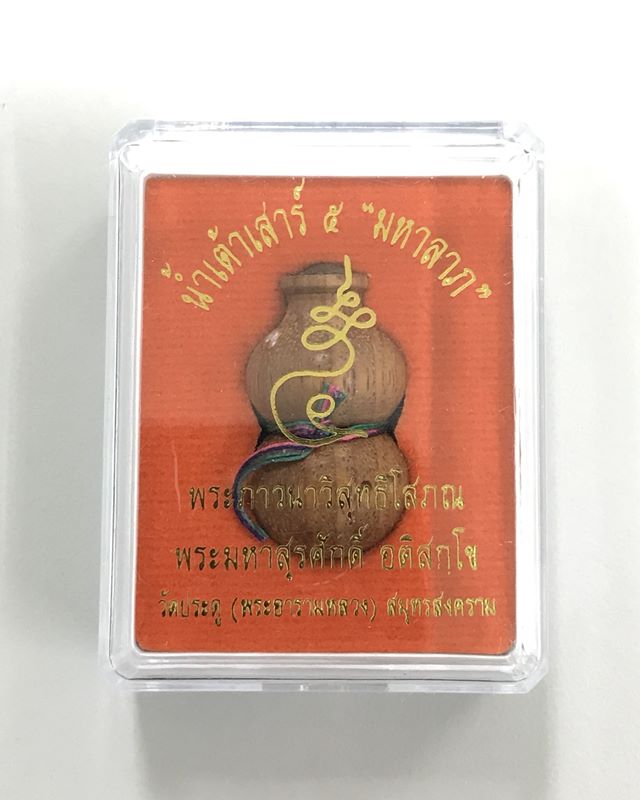 น้ำเต้าเสาร์ ๕ “มหาลาภ”
พระภาวนาวิสุทธิโสภณ
พระมหาสุรศักดิ์ อติสกฺโข
วัดประดู่ (พระอารามหลวง) สมุทรสงคราม